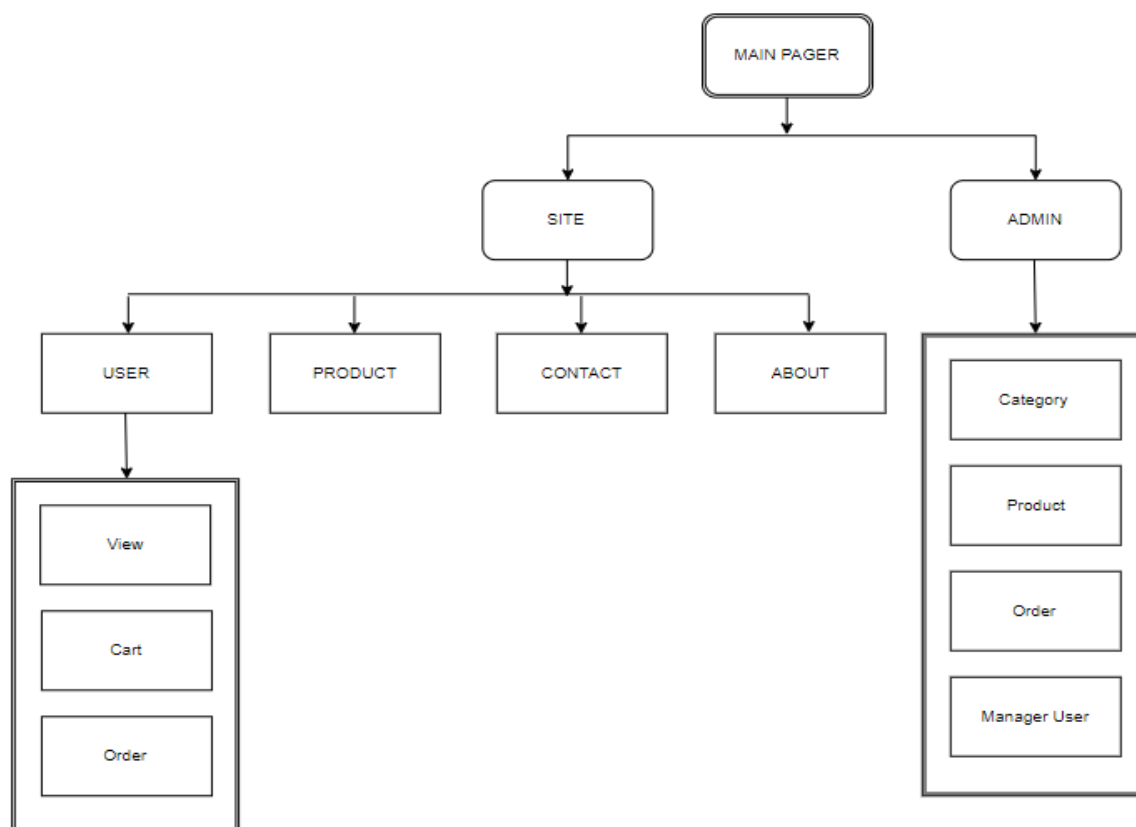 MAIN PAGER
SITE
ADMIN
USER
PRODUCT
CONTACT
ABOUT
View
Cart
Order
Category
Product
Order
Manager User